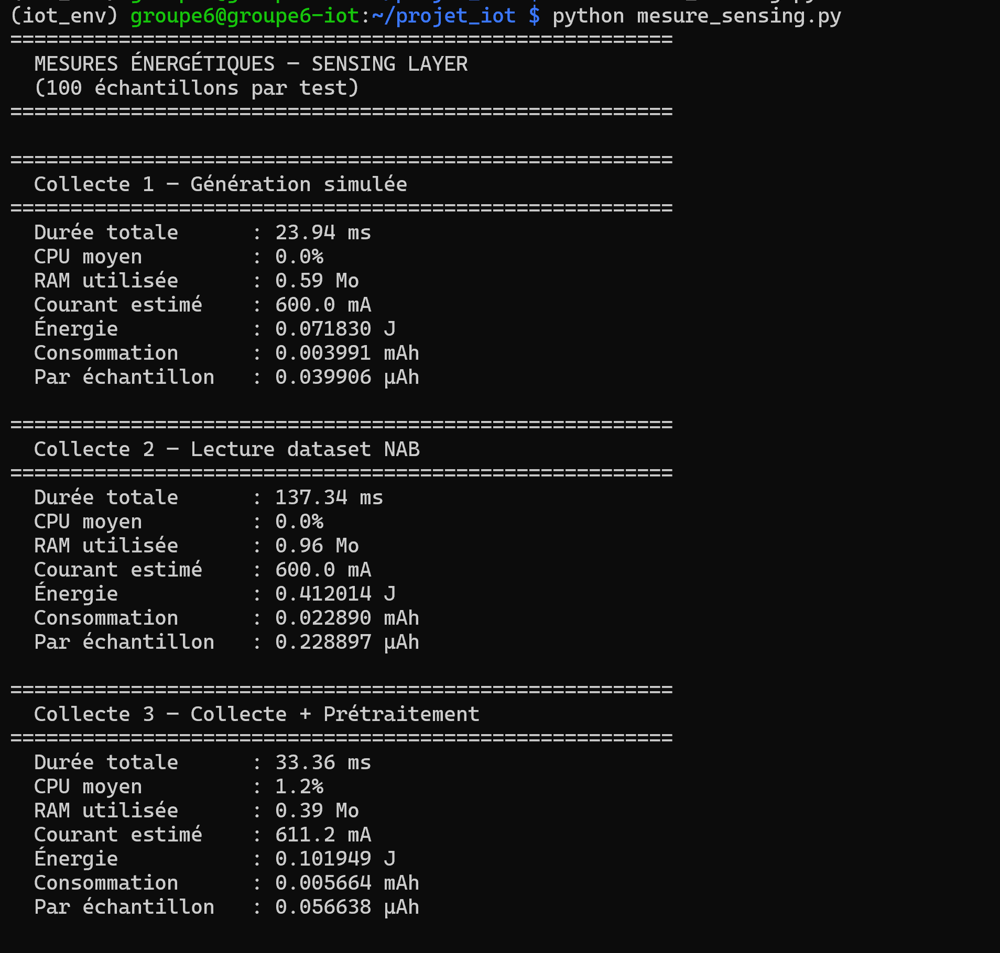 (iot_env) groupe6@groupe6-iot:~/projet_iot $ python mesure_sensing.py
=======================================================
MESURES ÉNERGÉTIQUES — SENSING LAYER
(100 échantillons par test)
=======================================================
=======================================================
Collecte 1 — Génération simulée
=======================================================
Durée totale : 23.94 ms
CPU moyen : 0.0%
RAM utilisée : 0.59 Mo
Courant estimé : 600.0 mA
Énergie : 0.071830 J
Consommation : 0.003991 mAh
Par échantillon : 0.039906 µAh
=======================================================
Collecte 2 — Lecture dataset NAB
=======================================================
Durée totale : 137.34 ms
CPU moyen : 0.0%
RAM utilisée : 0.96 Mo
Courant estimé : 600.0 mA
Énergie : 0.412014 J
Consommation : 0.022890 mAh
Par échantillon : 0.228897 µAh
=======================================================
Collecte 3 — Collecte + Prétraitement
=======================================================
Durée totale : 33.36 ms
CPU moyen : 1.2%
RAM utilisée : 0.39 Mo
Courant estimé : 611.2 mA
Énergie : 0.101949 J
Consommation : 0.005664 mAh
Par échantillon : 0.056638 µAh